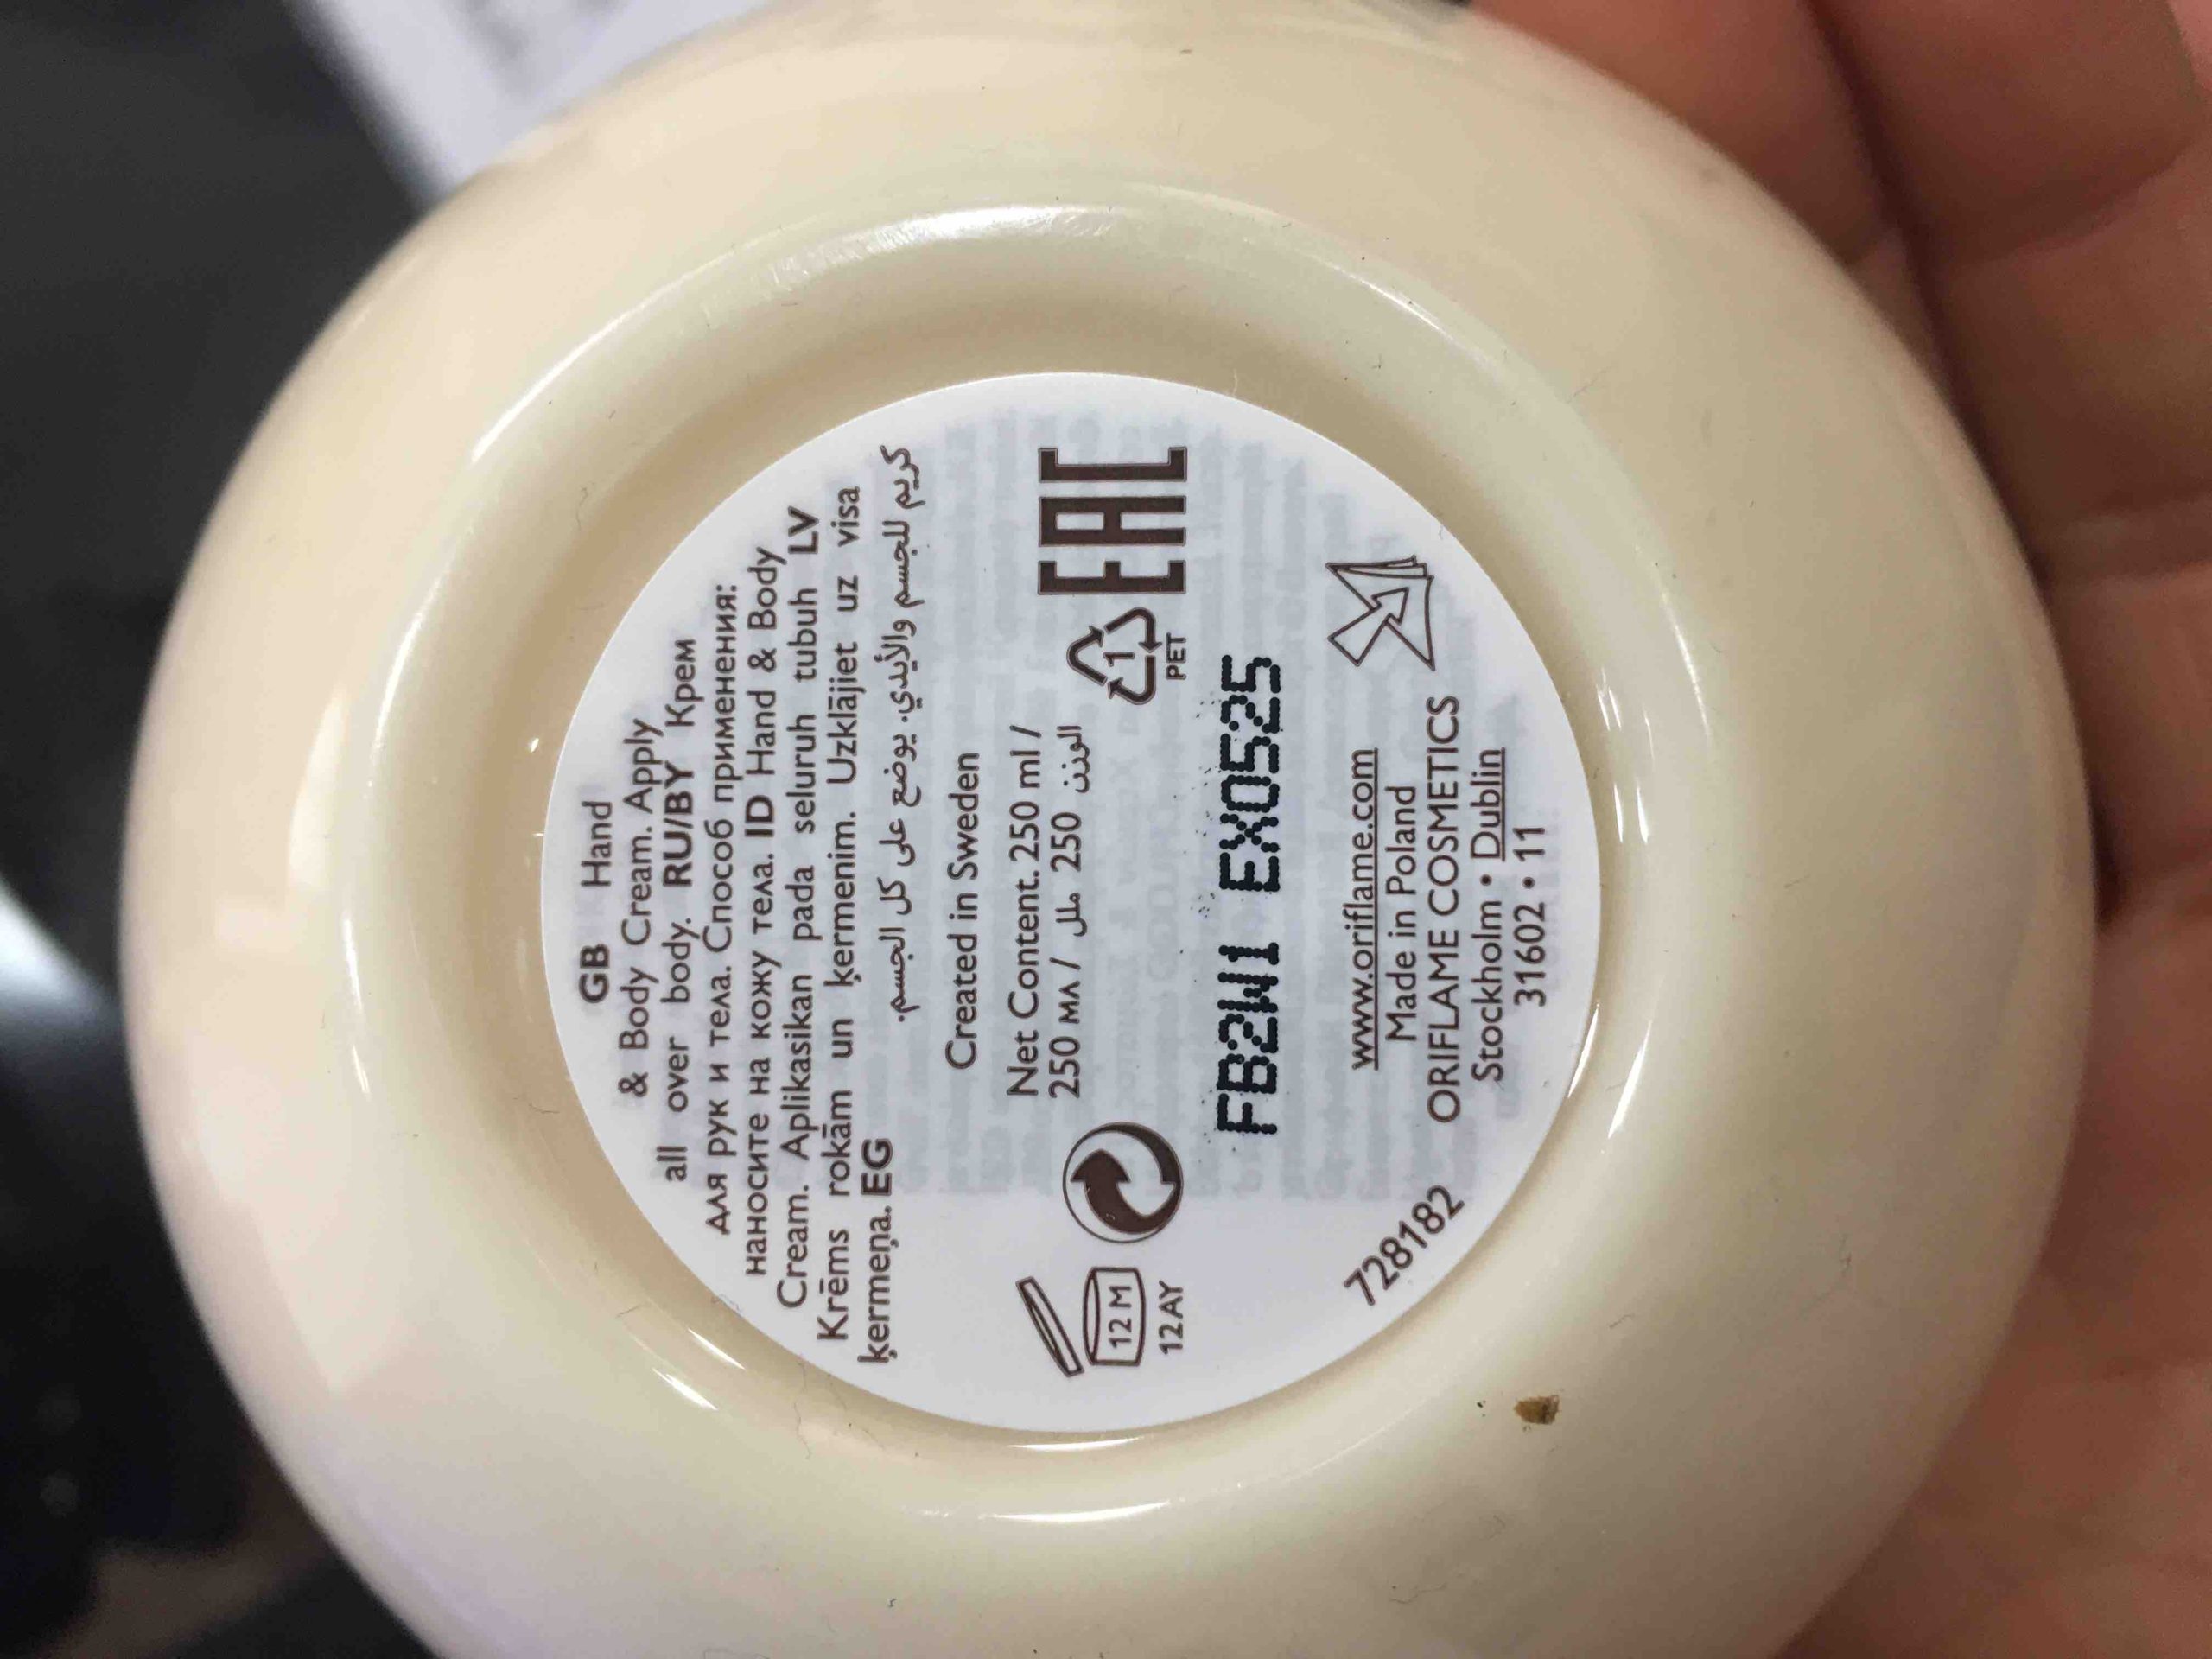 GB Hand
& Body Cream. Apply
all over body. RU/BY Крем
для рук и тела. Способ применения:
наносите на кожу тела. ID Hand & Body
Cream. Aplikasikan pada seluruh tubuh LV
Krēms rokām un ķermenim. Uzklājiet uz visa
ķermeņa. EG كريم للجسم والأيدي. يوضع على كل الجسم.
Created in Sweden
Net Content. 250 ml /
250 мл / الوزن 250 ملل
12 M
12AY
1
PET
EAC
FB2W1 EX0525
www.oriflame.com
Made in Poland
ORIFLAME COSMETICS
Stockholm • Dublin
31602 • 11
728182